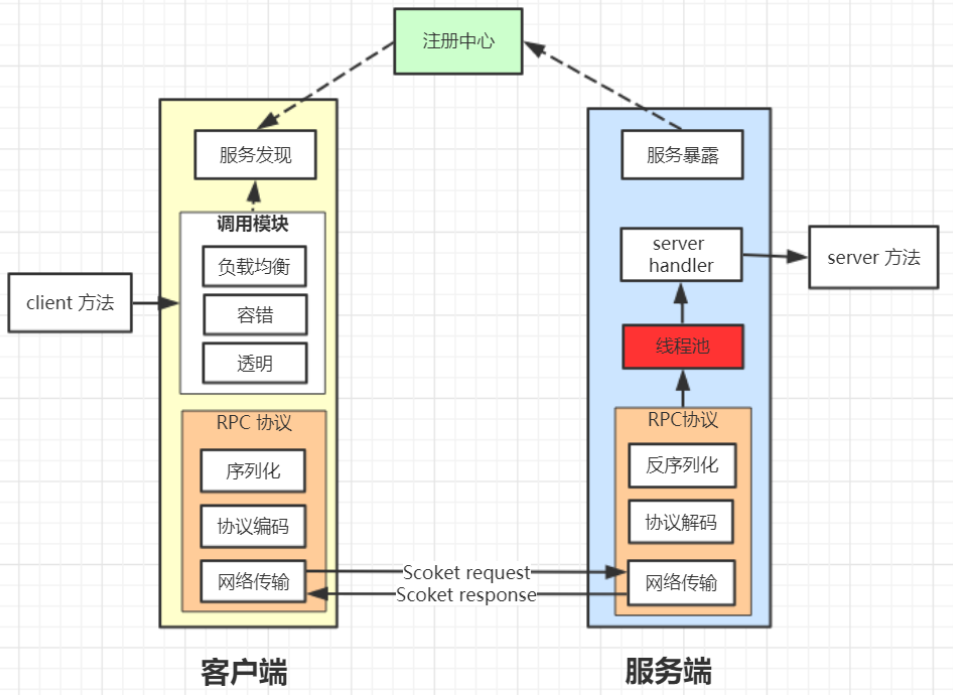 注册中心
服务发现
调用模块
负载均衡
容错
透明
client 方法
RPC 协议
序列化
协议编码
网络传输
Scoket request
Scoket response
服务暴露
server
handler
server 方法
线程池
RPC协议
反序列化
协议解码
网络传输
客户端
服务端